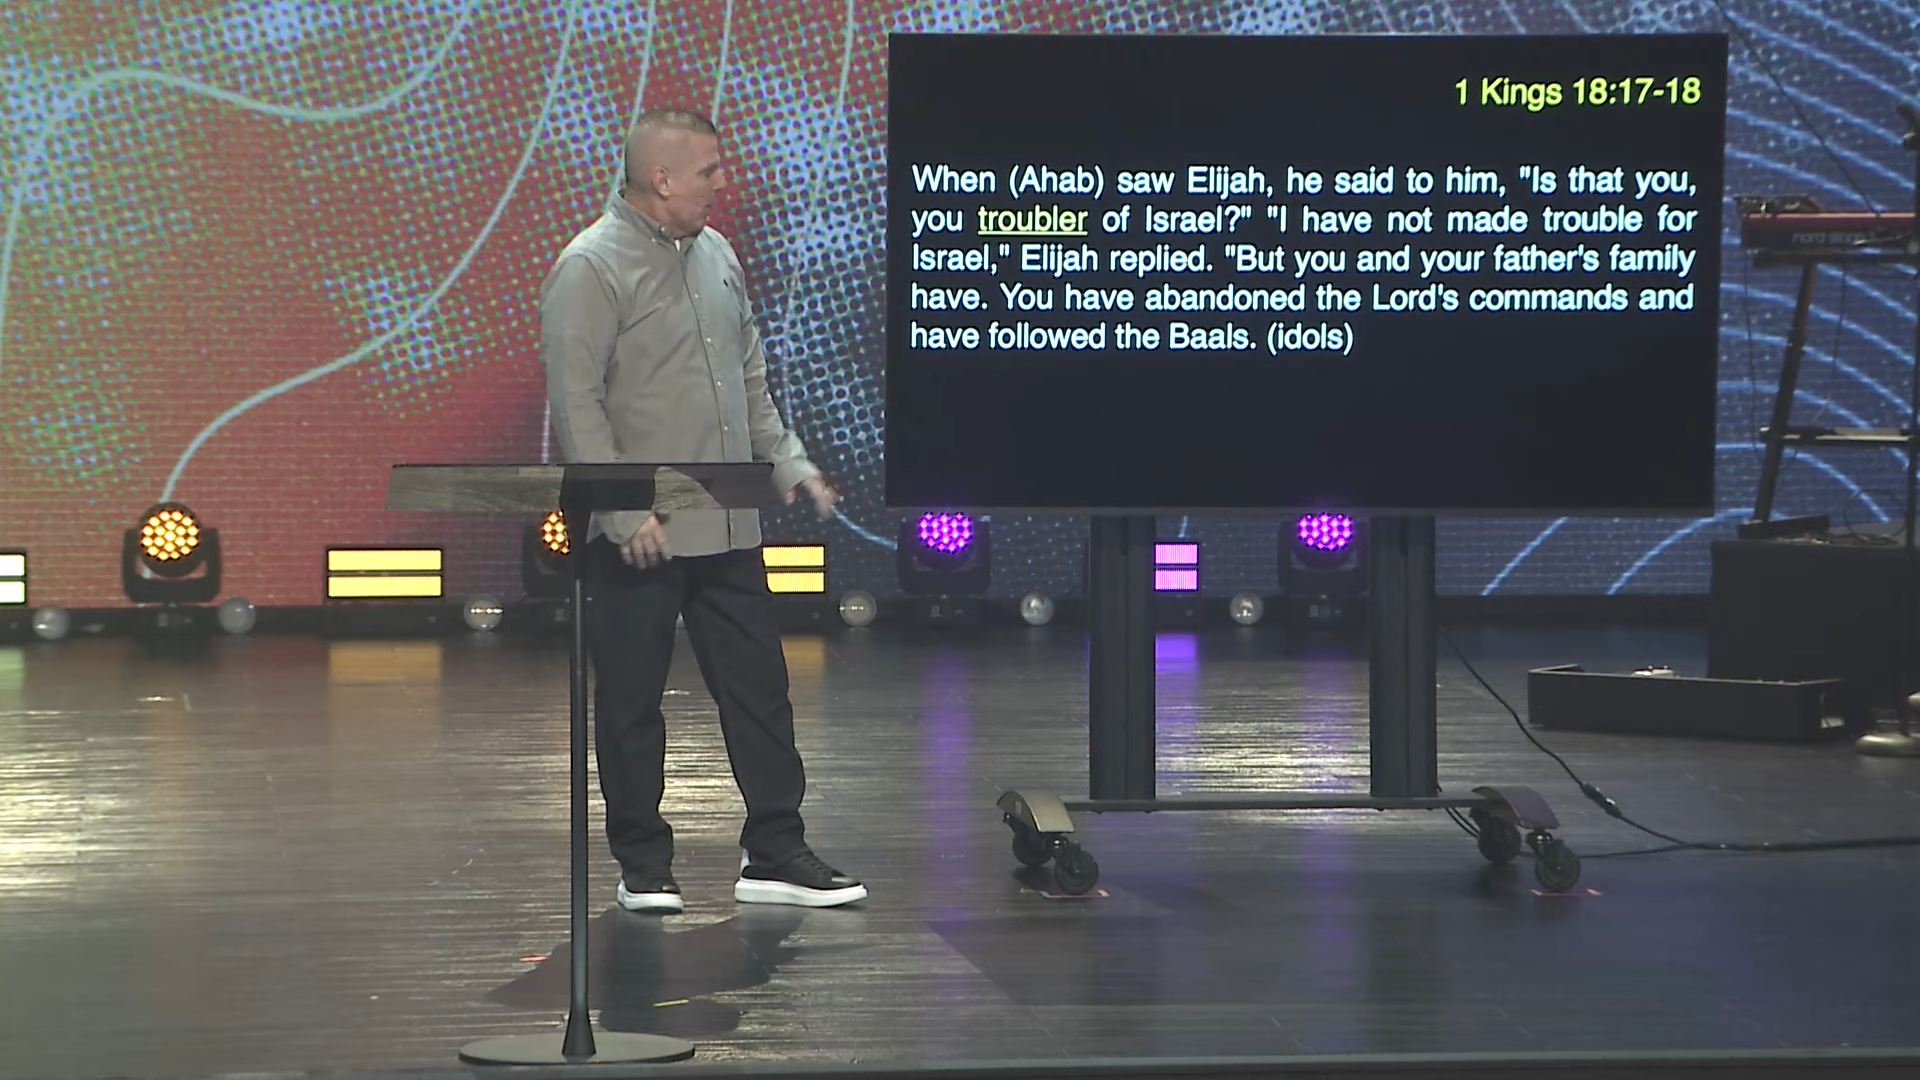 1 Kings 18:17-18
When (Ahab) saw Elijah, he said to him, "Is that you,
you troubler of Israel?" "I have not made trouble for
Israel," Elijah replied. "But you and your father's family
have. You have abandoned the Lord's commands and
have followed the Baals. (idols)